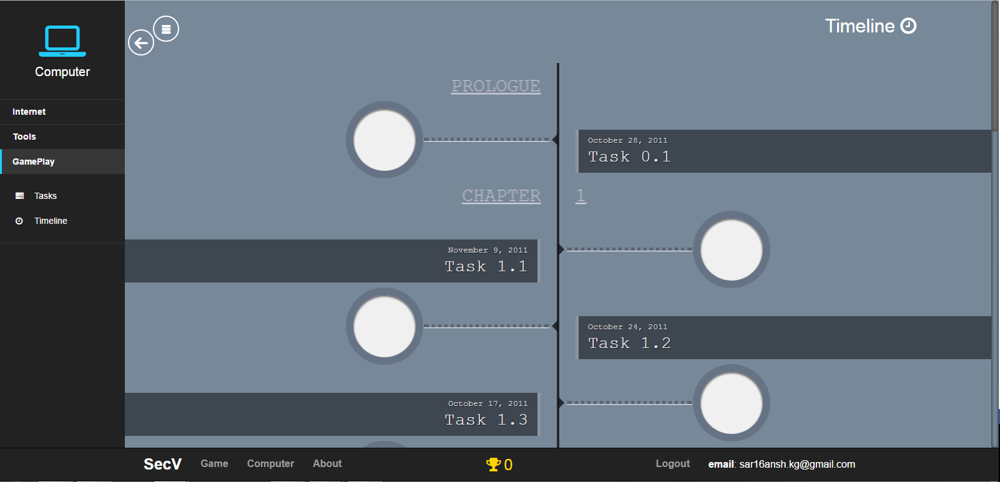 Timeline
Computer
Internet
Tools
GamePlay
Tasks
Timeline
PROLOGUE
October 28, 2011
Task 0.1
CHAPTER 1
November 9, 2011
Task 1.1
October 24, 2011
Task 1.2
October 17, 2011
Task 1.3
SecV Game Computer About 0 Logout email: sar16ansh.kg@gmail.com